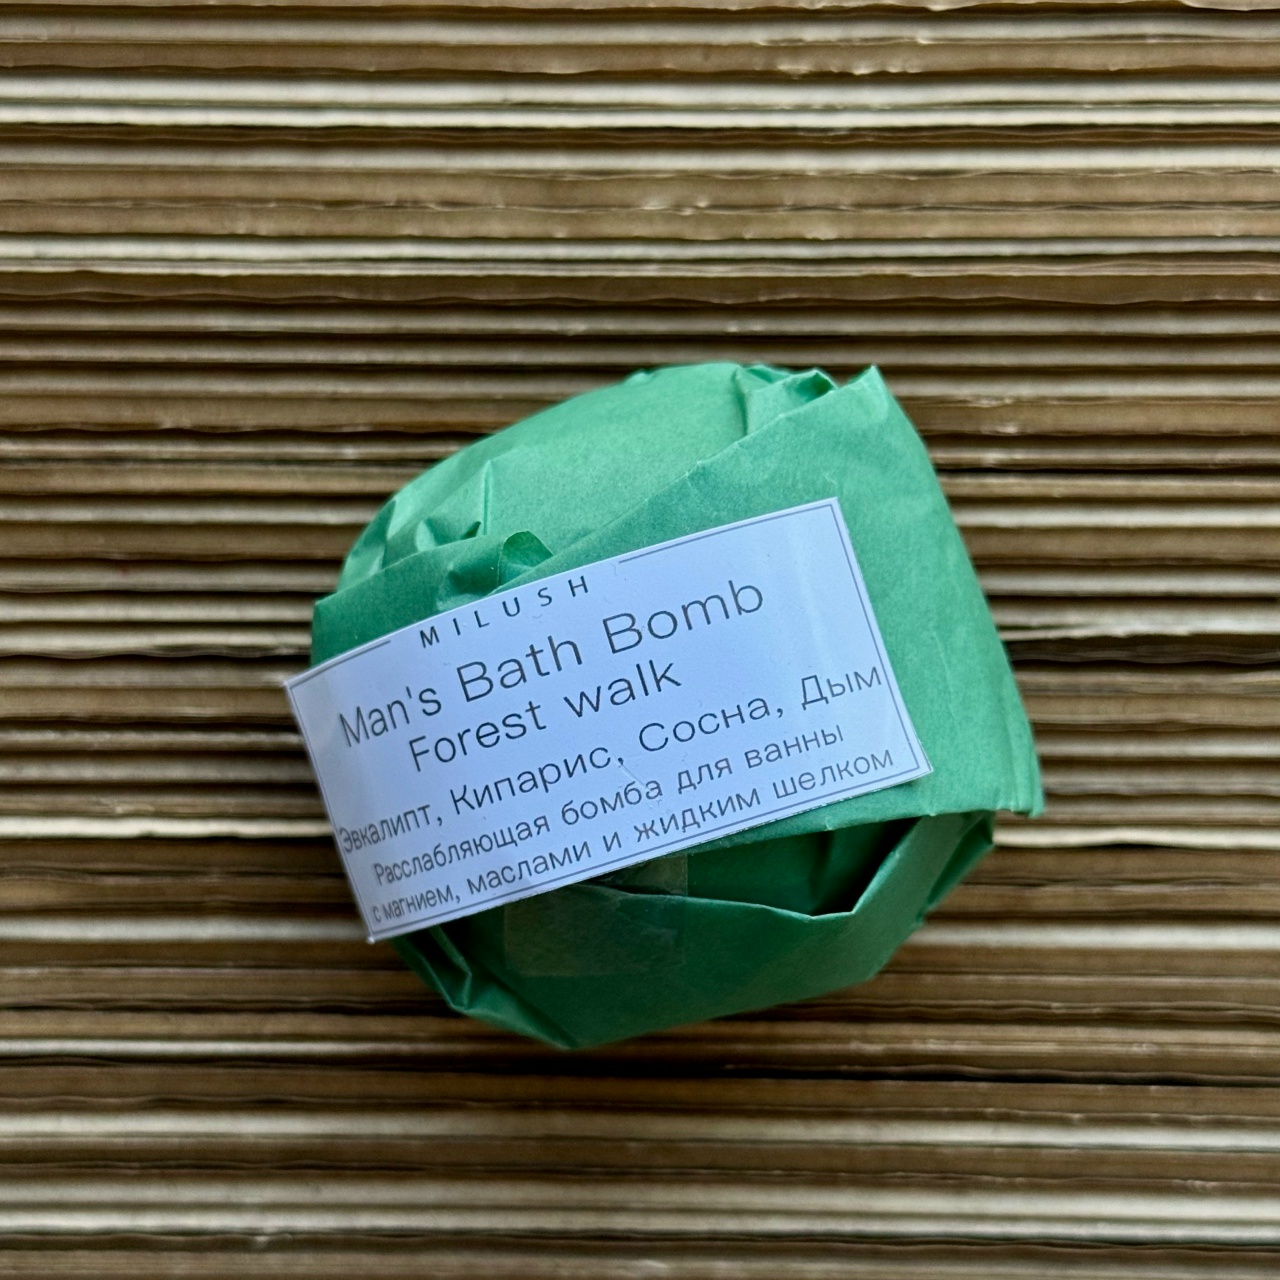 MILUSH
Man's Bath Bomb
Forest walk
Эвкалипт, Кипарис, Сосна, Дым
Расслабляющая бомба для ванны
с магнием, маслами и жидким шелком